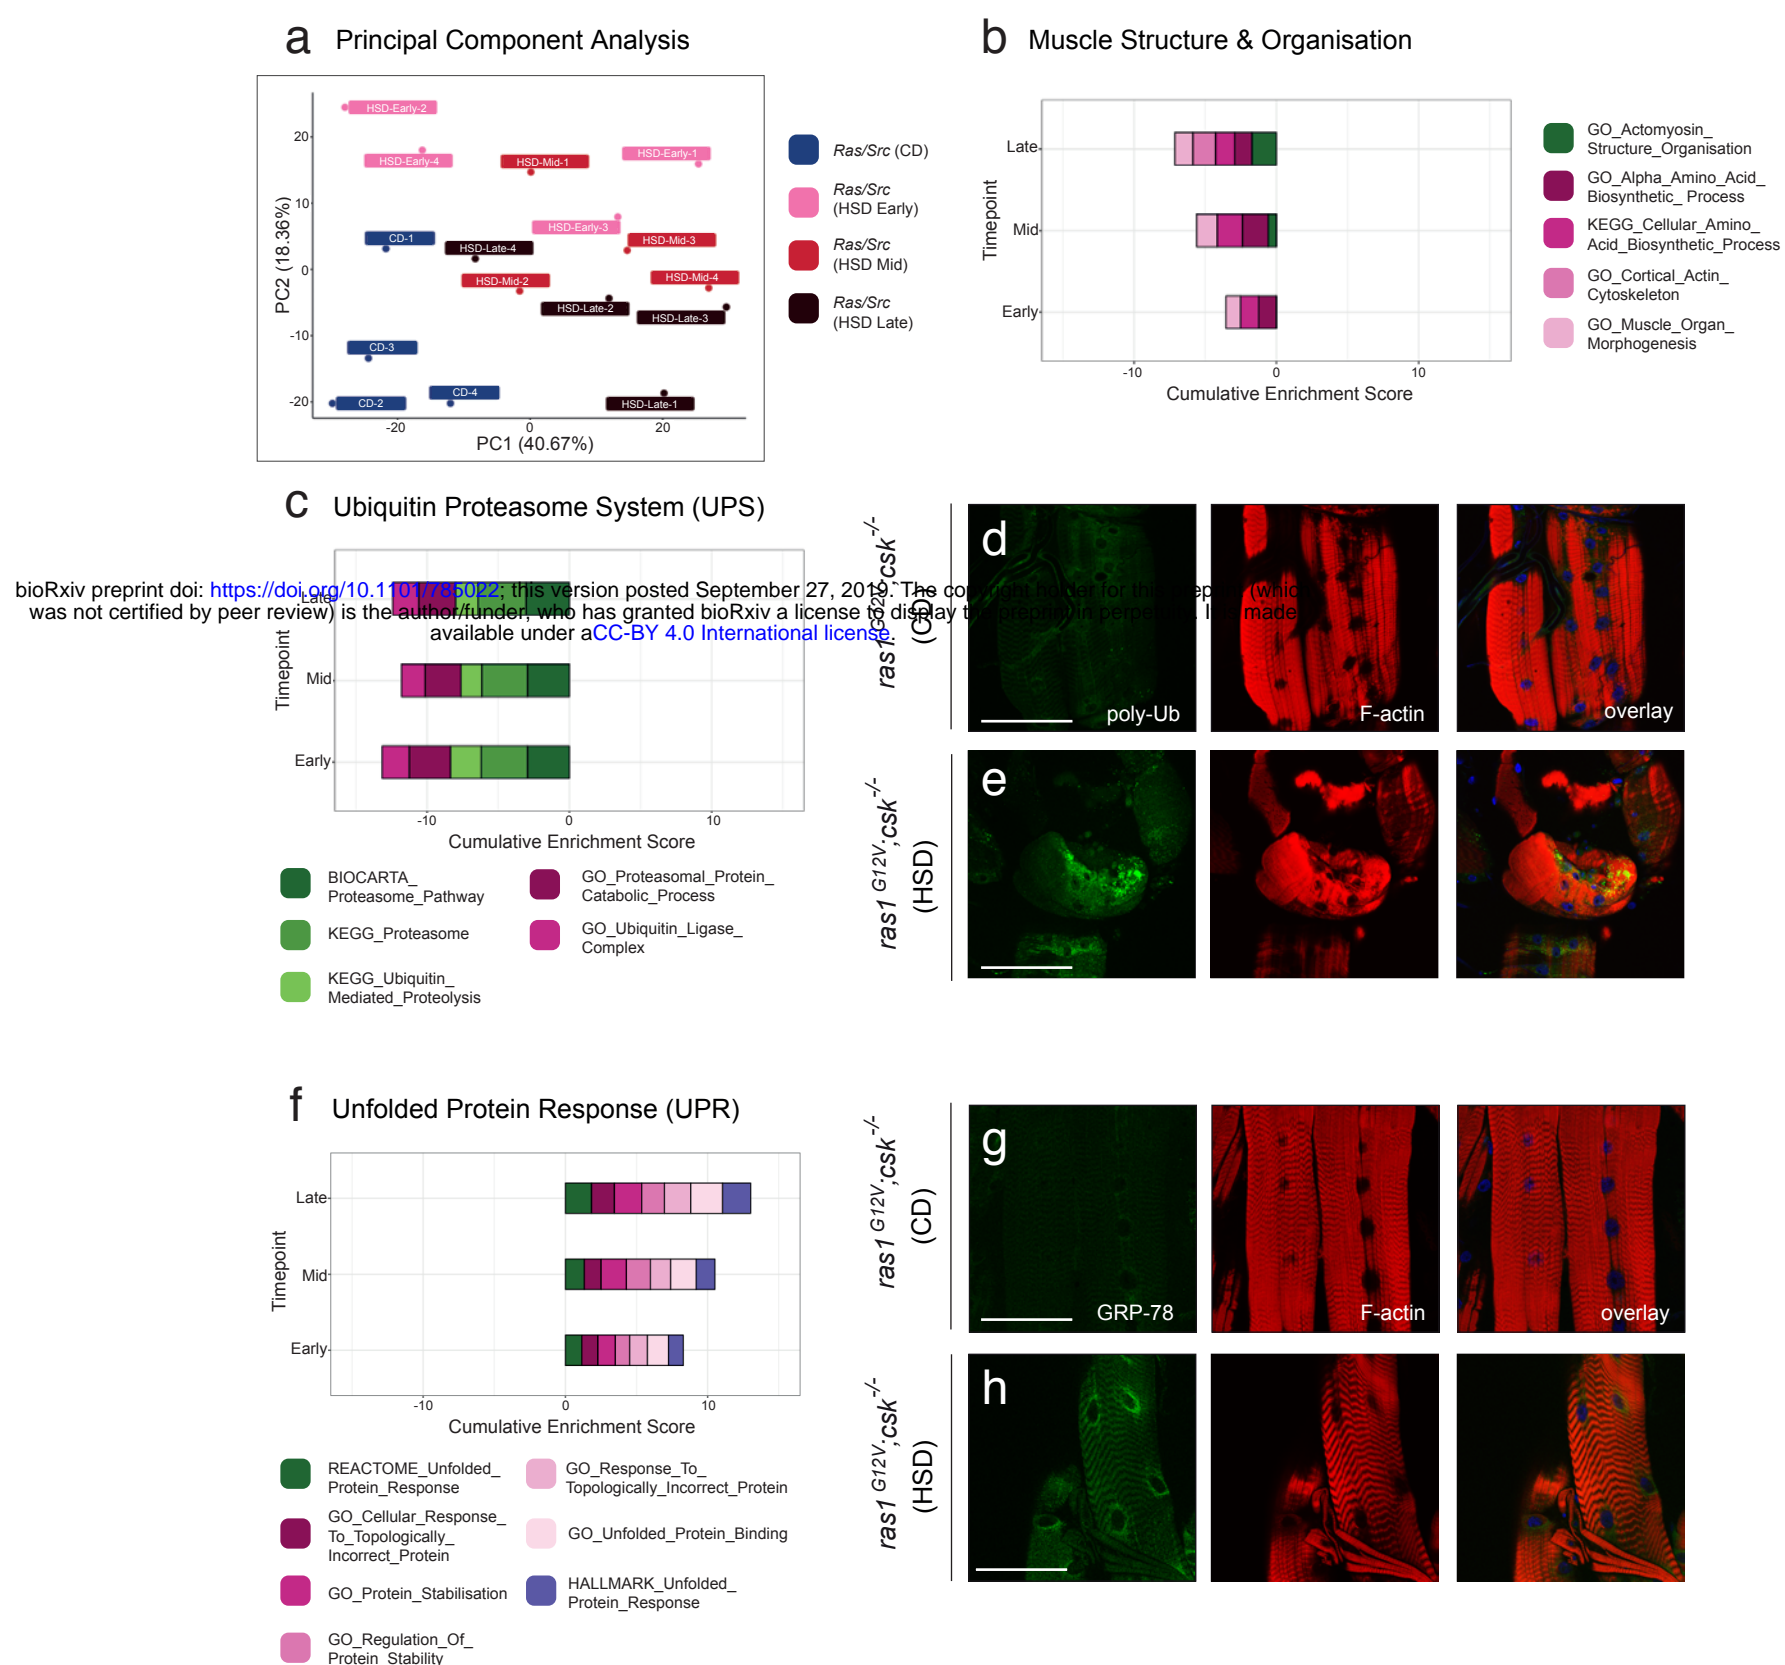 a Principal Component Analysis
HSD-Early-2
HSD-Early-4
HSD-Mid-1
HSD-Early-1
HSD-Early-3
CD-1
HSD-Late-4
HSD-Mid-3
HSD-Mid-2
HSD-Mid-4
HSD-Late-2
HSD-Late-3
CD-3
CD-4
CD-2
HSD-Late-1
20
10
0
-10
-20
PC2 (18.36%)
-20 0 20
PC1 (40.67%)
Ras/Src (CD)
Ras/Src
(HSD Early)
Ras/Src
(HSD Mid)
Ras/Src
(HSD Late)
b Muscle Structure & Organisation
Late
Mid
Early
Timepoint
-10 0 10
Cumulative Enrichment Score
GO_Actomyosin_
Structure_Organisation
GO_Alpha_Amino_Acid_
Biosynthetic_ Process
KEGG_Cellular_Amino_
Acid_Biosynthetic_Process
GO_Cortical_Actin_
Cytoskeleton
GO_Muscle_Organ_
Morphogenesis
c Ubiquitin Proteasome System (UPS)
bioRxiv preprint doi: https://doi.org/10.1101/785022; this version posted September 27, 2019. The copyright holder for this preprint (which
was not certified by peer review) is the author/funder, who has granted bioRxiv a license to display the preprint in perpetuity. It is made
available under aCC-BY 4.0 International license.
Late
Mid
Early
Timepoint
-10 0 10
Cumulative Enrichment Score
BIOCARTA_
Proteasome_Pathway
KEGG_Proteasome
KEGG_Ubiquitin_
Mediated_Proteolysis
GO_Proteasomal_Protein_
Catabolic_Process
GO_Ubiquitin_Ligase_
Complex
ras1 G12V;csk-/-
(CD)
d
poly-Ub
F-actin
overlay
ras1 G12V;csk-/-
(HSD)
e
f Unfolded Protein Response (UPR)
Late
Mid
Early
Timepoint
-10 0 10
Cumulative Enrichment Score
REACTOME_Unfolded_
Protein_Response
GO_Cellular_Response_
To_Topologically_
Incorrect_Protein
GO_Protein_Stabilisation
GO_Regulation_Of_
Protein_Stability
GO_Response_To_
Topologically_Incorrect_Protein
GO_Unfolded_Protein_Binding
HALLMARK_Unfolded_
Protein_Response
ras1 G12V;csk-/-
(CD)
g
GRP-78
F-actin
overlay
ras1 G12V;csk-/-
(HSD)
h